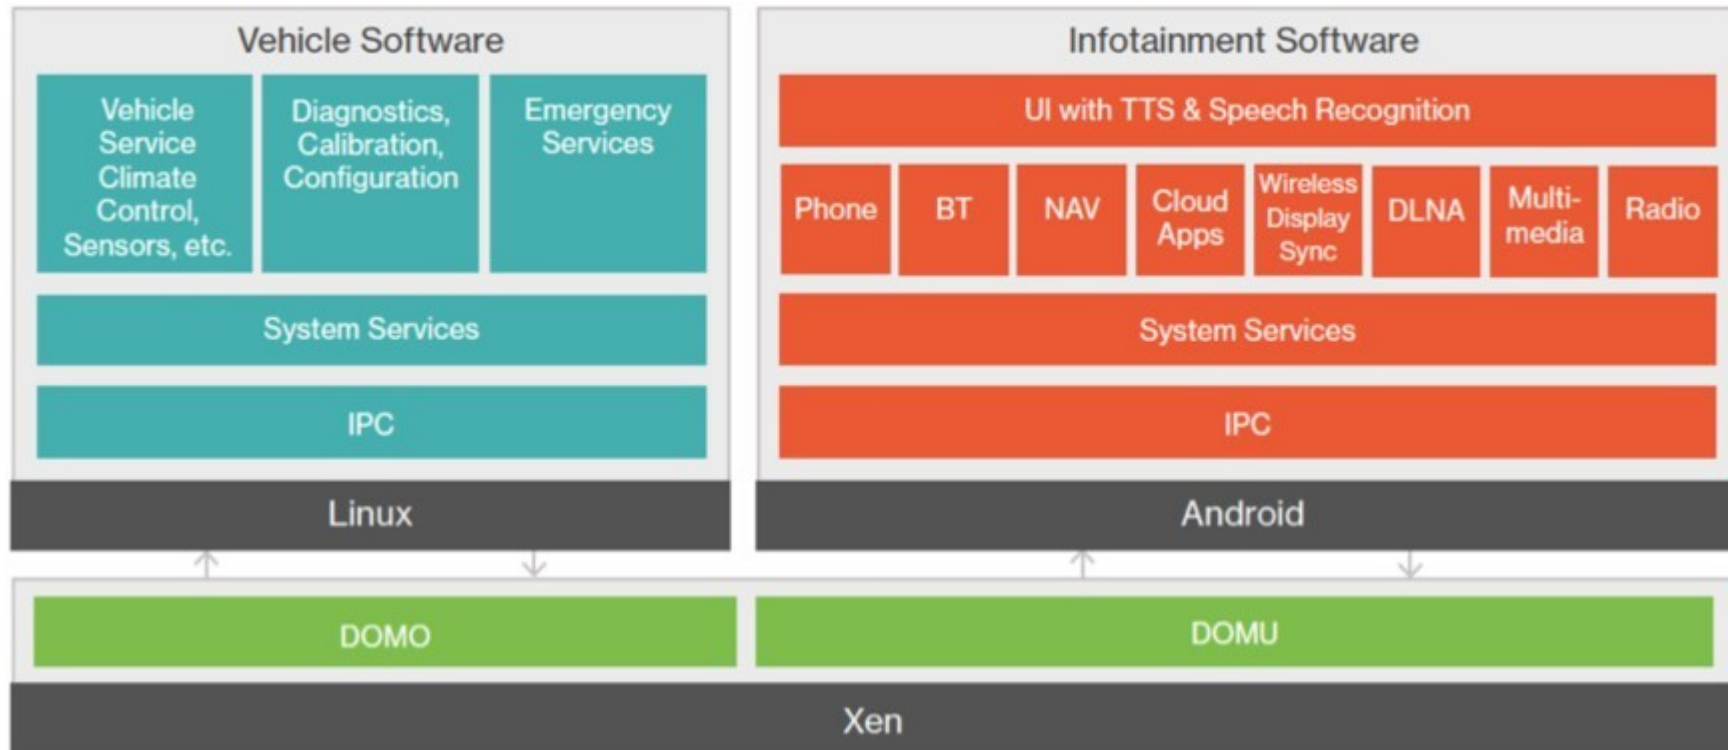 Vehicle Software
Vehicle
Service
Climate
Control,
Sensors, etc.
Diagnostics,
Calibration,
Configuration
Emergency
Services
System Services
IPC
Linux
Infotainment Software
UI with TTS & Speech Recognition
Phone
BT
NAV
Cloud
Apps
Wireless
Display
Sync
DLNA
Multi-
media
Radio
System Services
IPC
Android
DOMO
DOMU
Xen